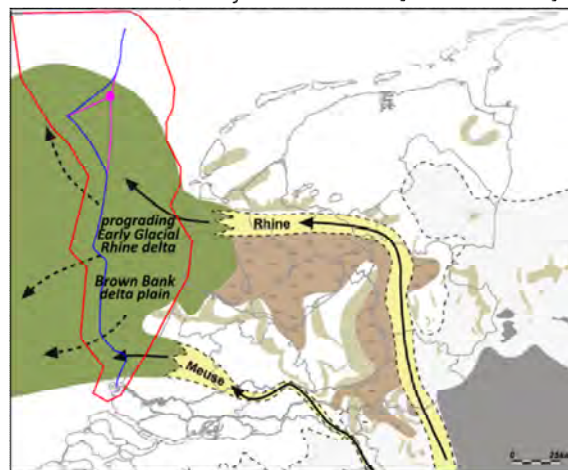 prograding
Early Glacial
Rhine delta
Brown Bank
delta plain
Rhine
Meuse
0